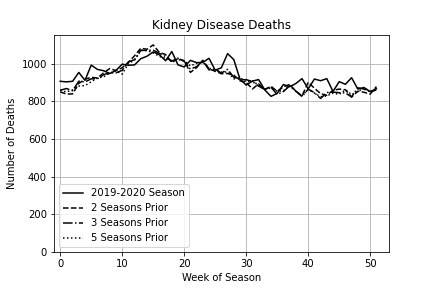 Kidney Disease Deaths
Number of Deaths
1000
800
600
400
200
0
2019-2020 Season
2 Seasons Prior
3 Seasons Prior
5 Seasons Prior
0 10 20 30 40 50
Week of Season